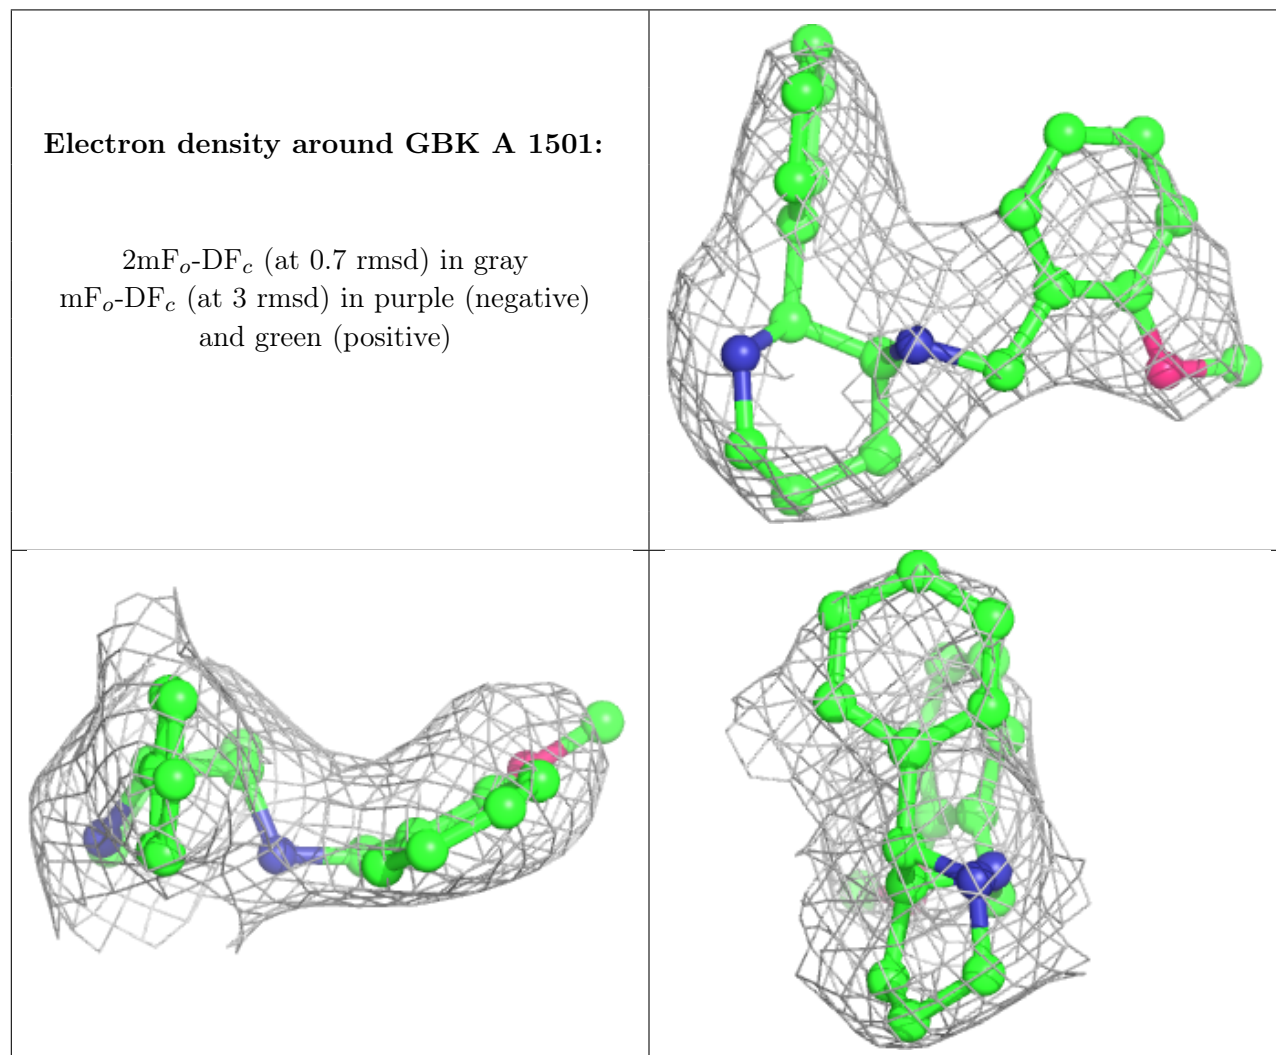 Electron density around GBK A 1501:
2mFo-DFc (at 0.7 rmsd) in gray
mFo-DFc (at 3 rmsd) in purple (negative)
and green (positive)